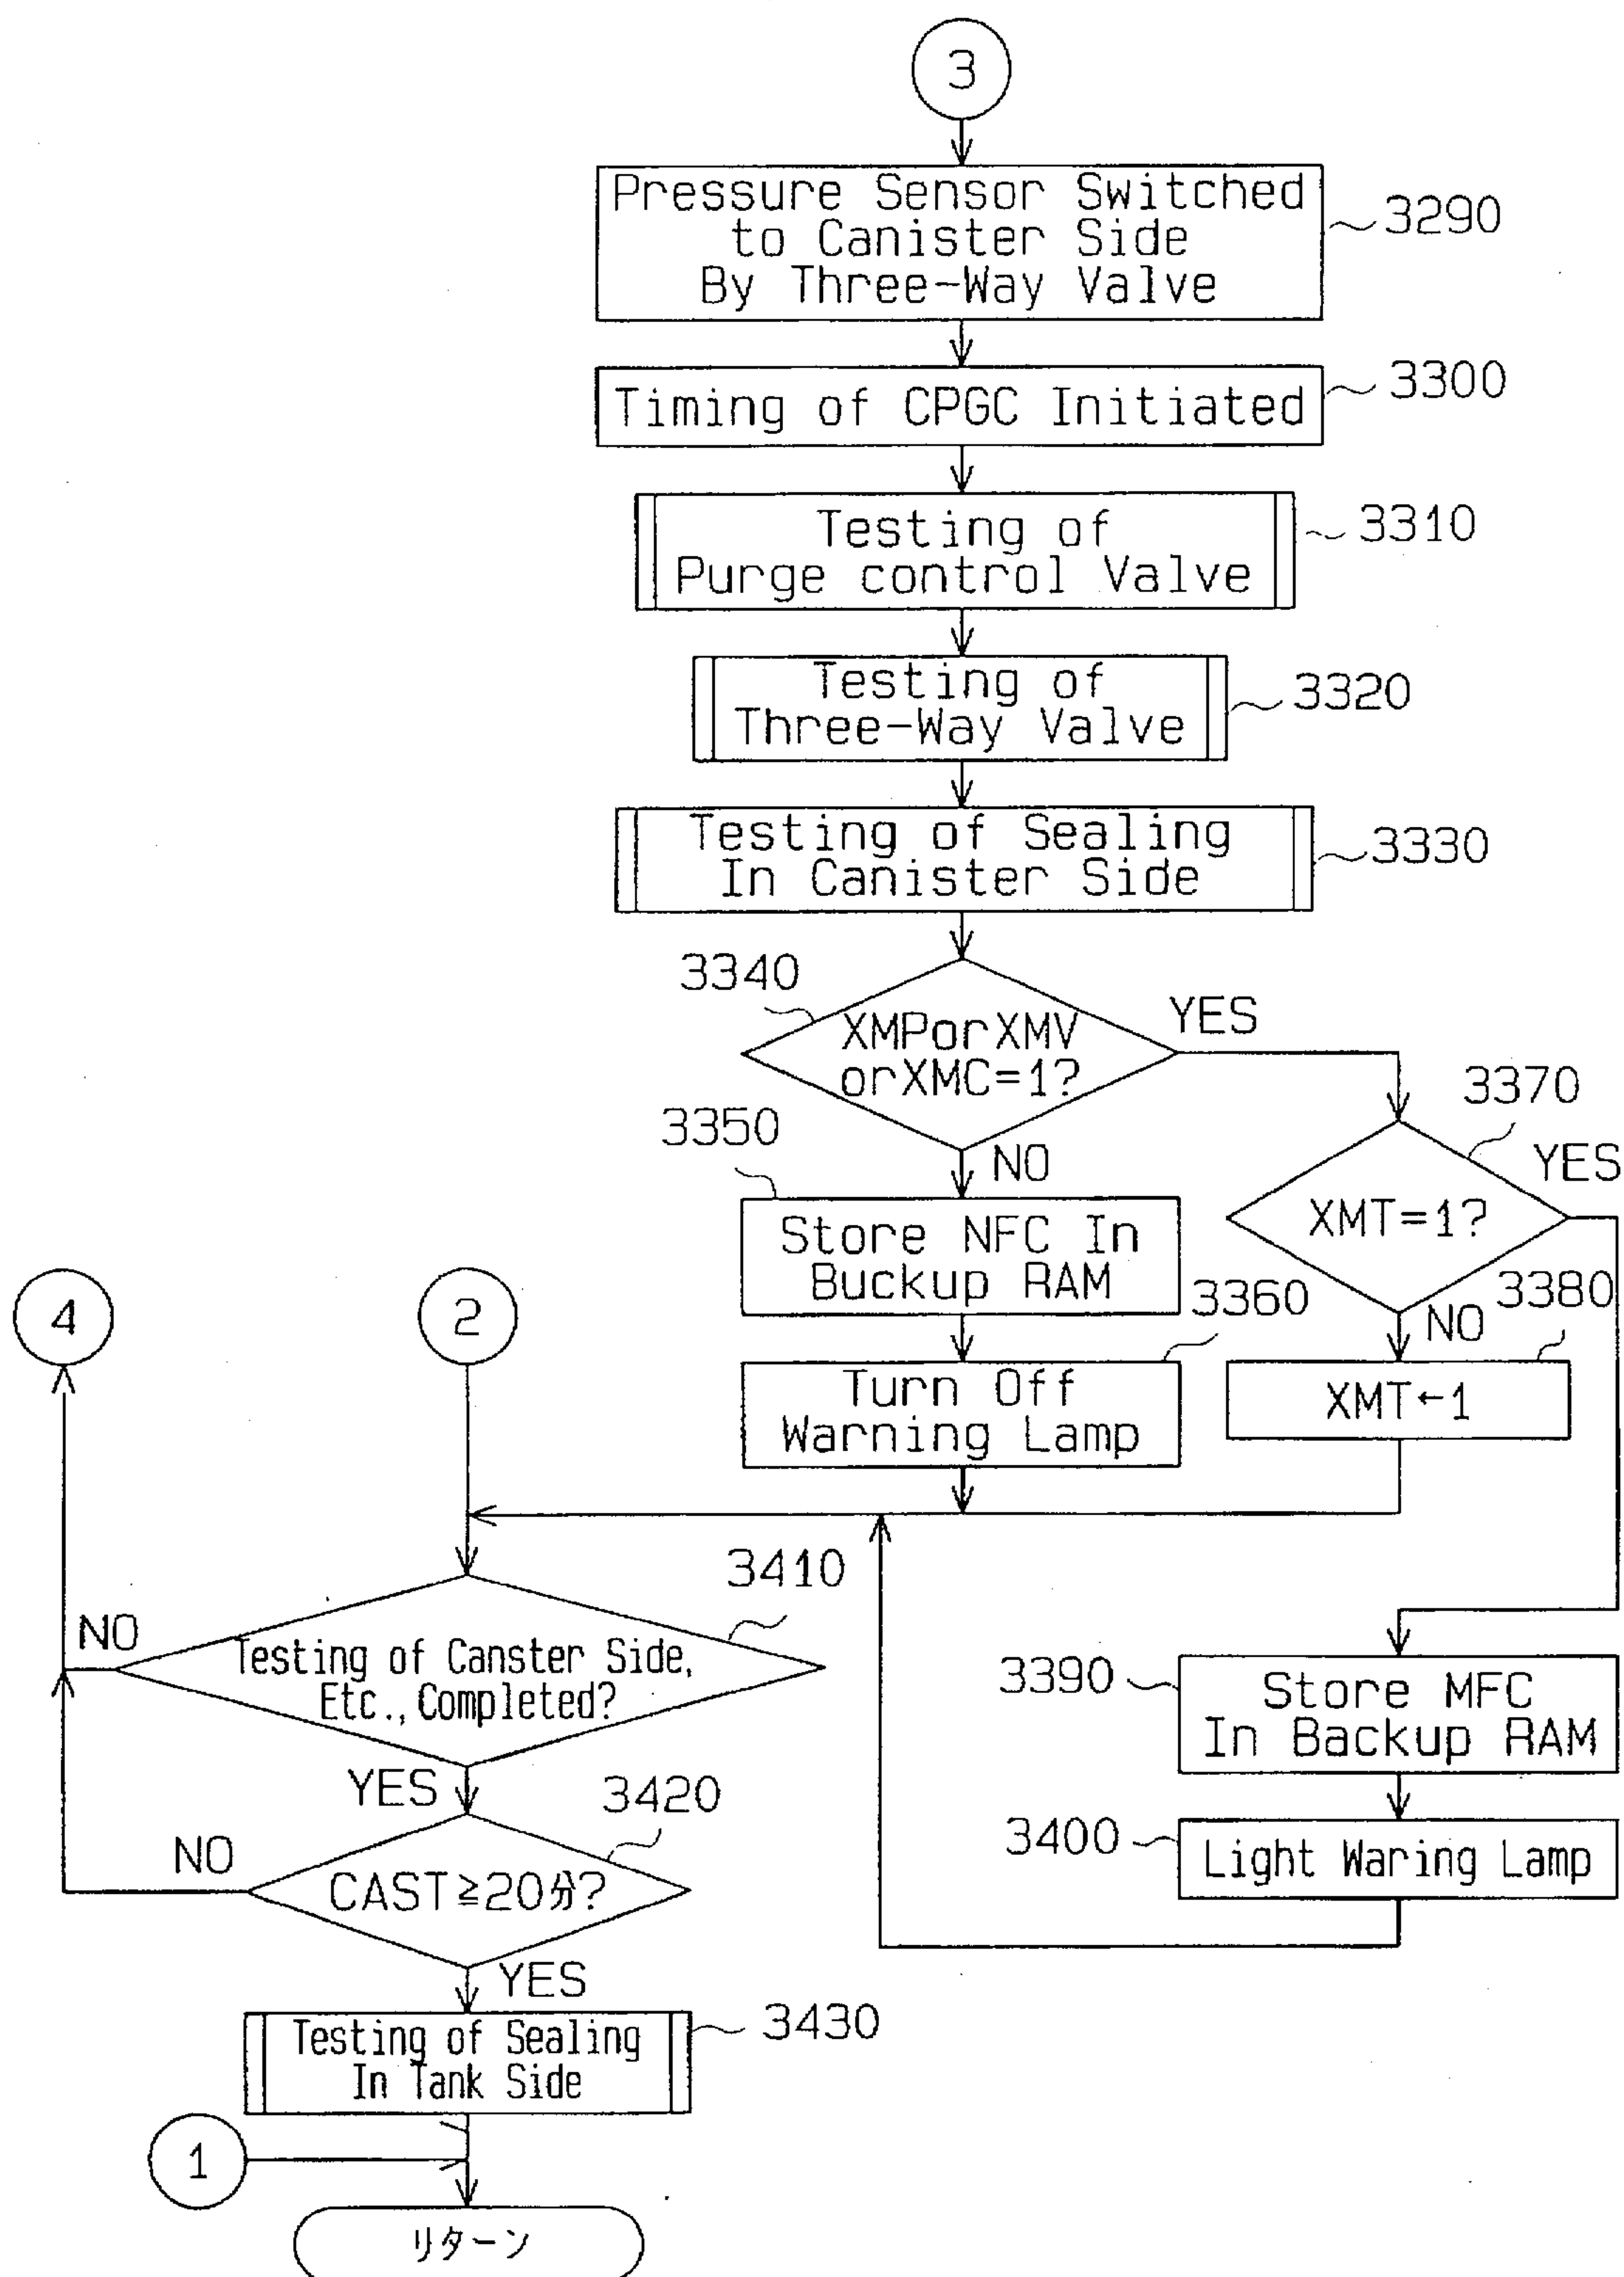 3
Pressure Sensor Switched
to Canister Side
By Three-Way Valve
3290
Timing of CPGC Initiated
3300
Testing of
Purge control Valve
3310
Testing of
Three-Way Valve
3320
Testing of Sealing
In Canister Side
3330
3340
XMPorXMV
orXMC=1?
YES
NO
3370
XMT=1?
YES
NO
3350
Store NFC In
Buckup RAM
3360
Turn Off
Warning Lamp
3380
XMT←1
4
2
3410
Testing of Canster Side,
Etc., Completed?
NO
YES
3390
Store MFC
In Backup RAM
3400
Light Waring Lamp
3420
CAST≧20分?
NO
YES
Testing of Sealing
In Tank Side
3430
1
リターン